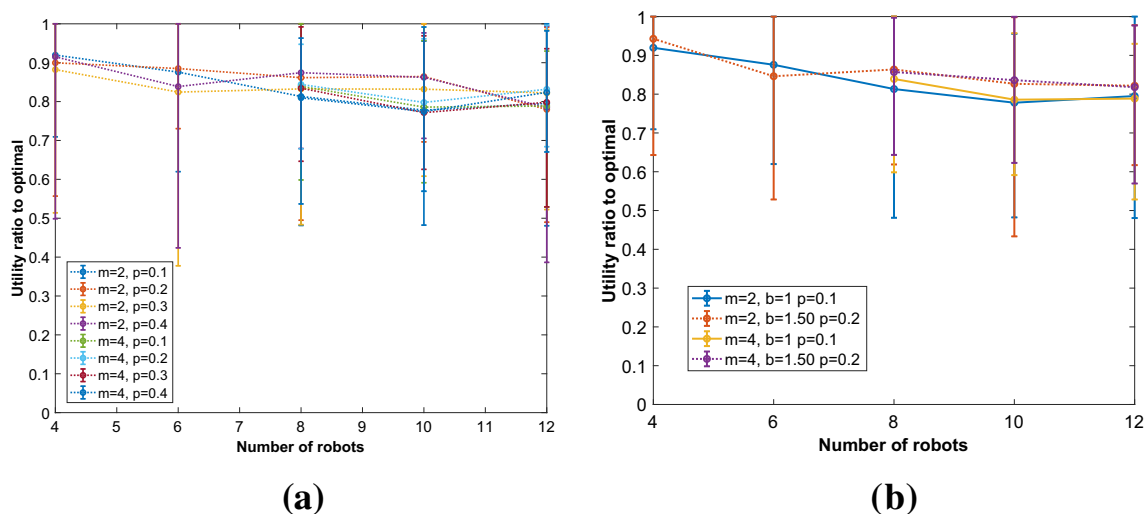 1
0.9
0.8
0.7
0.6
0.5
0.4
0.3
0.2
0.1
0
Utility ratio to optimal
m=2, p=0.1
m=2, p=0.2
m=2, p=0.3
m=2, p=0.4
m=4, p=0.1
m=4, p=0.2
m=4, p=0.3
m=4, p=0.4
4 5 6 7 8 9 10 11 12
Number of robots
(a)
1
0.9
0.8
0.7
0.6
0.5
0.4
0.3
0.2
0.1
0
Utility ratio to optimal
m=2, b=1 p=0.1
m=2, b=1.50 p=0.2
m=4, b=1 p=0.1
m=4, b=1.50 p=0.2
4 6 8 10 12
Number of robots
(b)